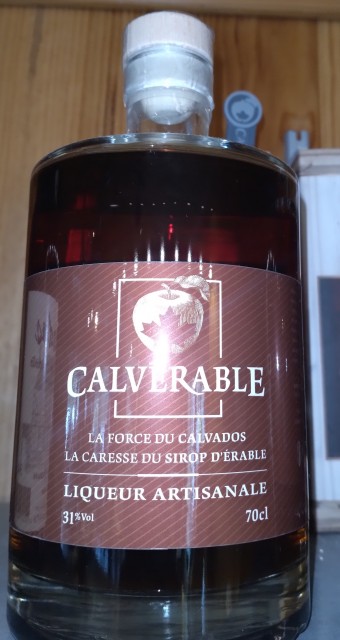 CALVERABLE
LA FORCE DU CALVADOS
LA CARESSE DU SIROP D'ÉRABLE
LIQUEUR ARTISANALE
31%Vol 70cl